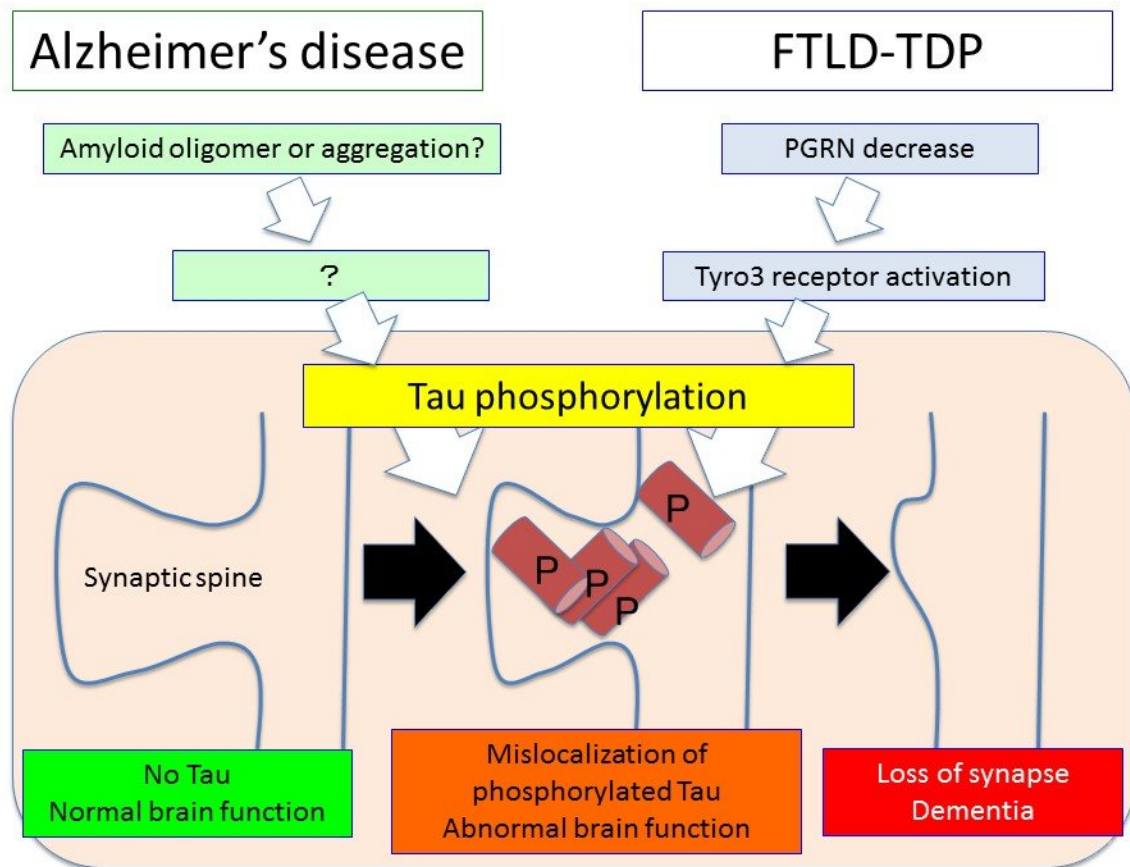 Alzheimer’s disease
FTLD-TDP
Amyloid oligomer or aggregation?
PGRN decrease
?
Tyro3 receptor activation
Tau phosphorylation
P
P
P
P
Synaptic spine
No Tau
Normal brain function
Mislocalization of
phosphorylated Tau
Abnormal brain function
Loss of synapse
Dementia